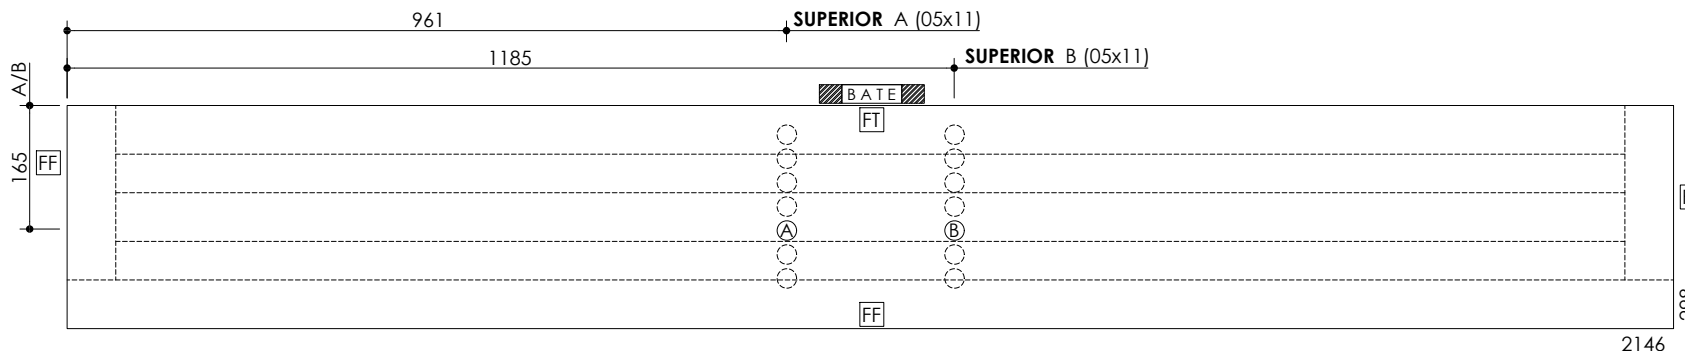 961
SUPERIOR A (05x11)
1185
SUPERIOR B (05x11)
A/B
BATE
FT
165
FF
A
B
FF
2146